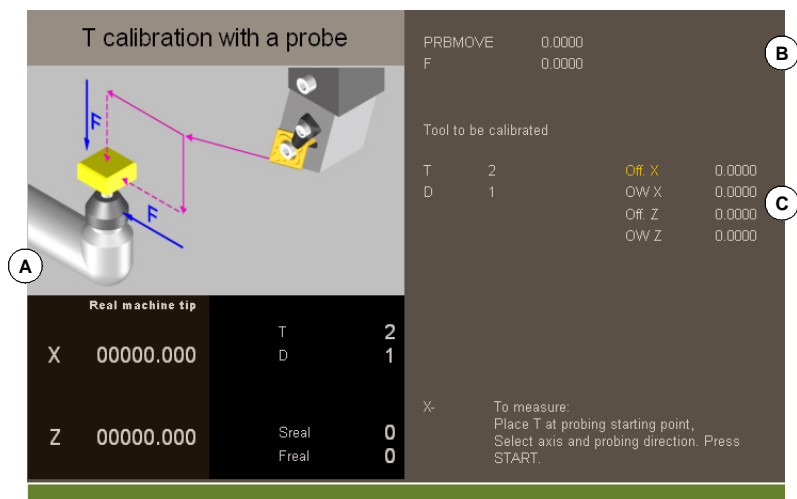 T calibration with a probe
F
F
A
Real machine tip
X 00000.000
Z 00000.000
T 2
D 1
Sreal 0
Freal 0
PRBMOVE 0.0000
F 0.0000
B
Tool to be calibrated
T 2 Off. X 0.0000
D 1 OW X 0.0000
Off. Z 0.0000
OW Z 0.0000
C
X- To measure:
Place T at probing starting point,
Select axis and probing direction. Press
START.